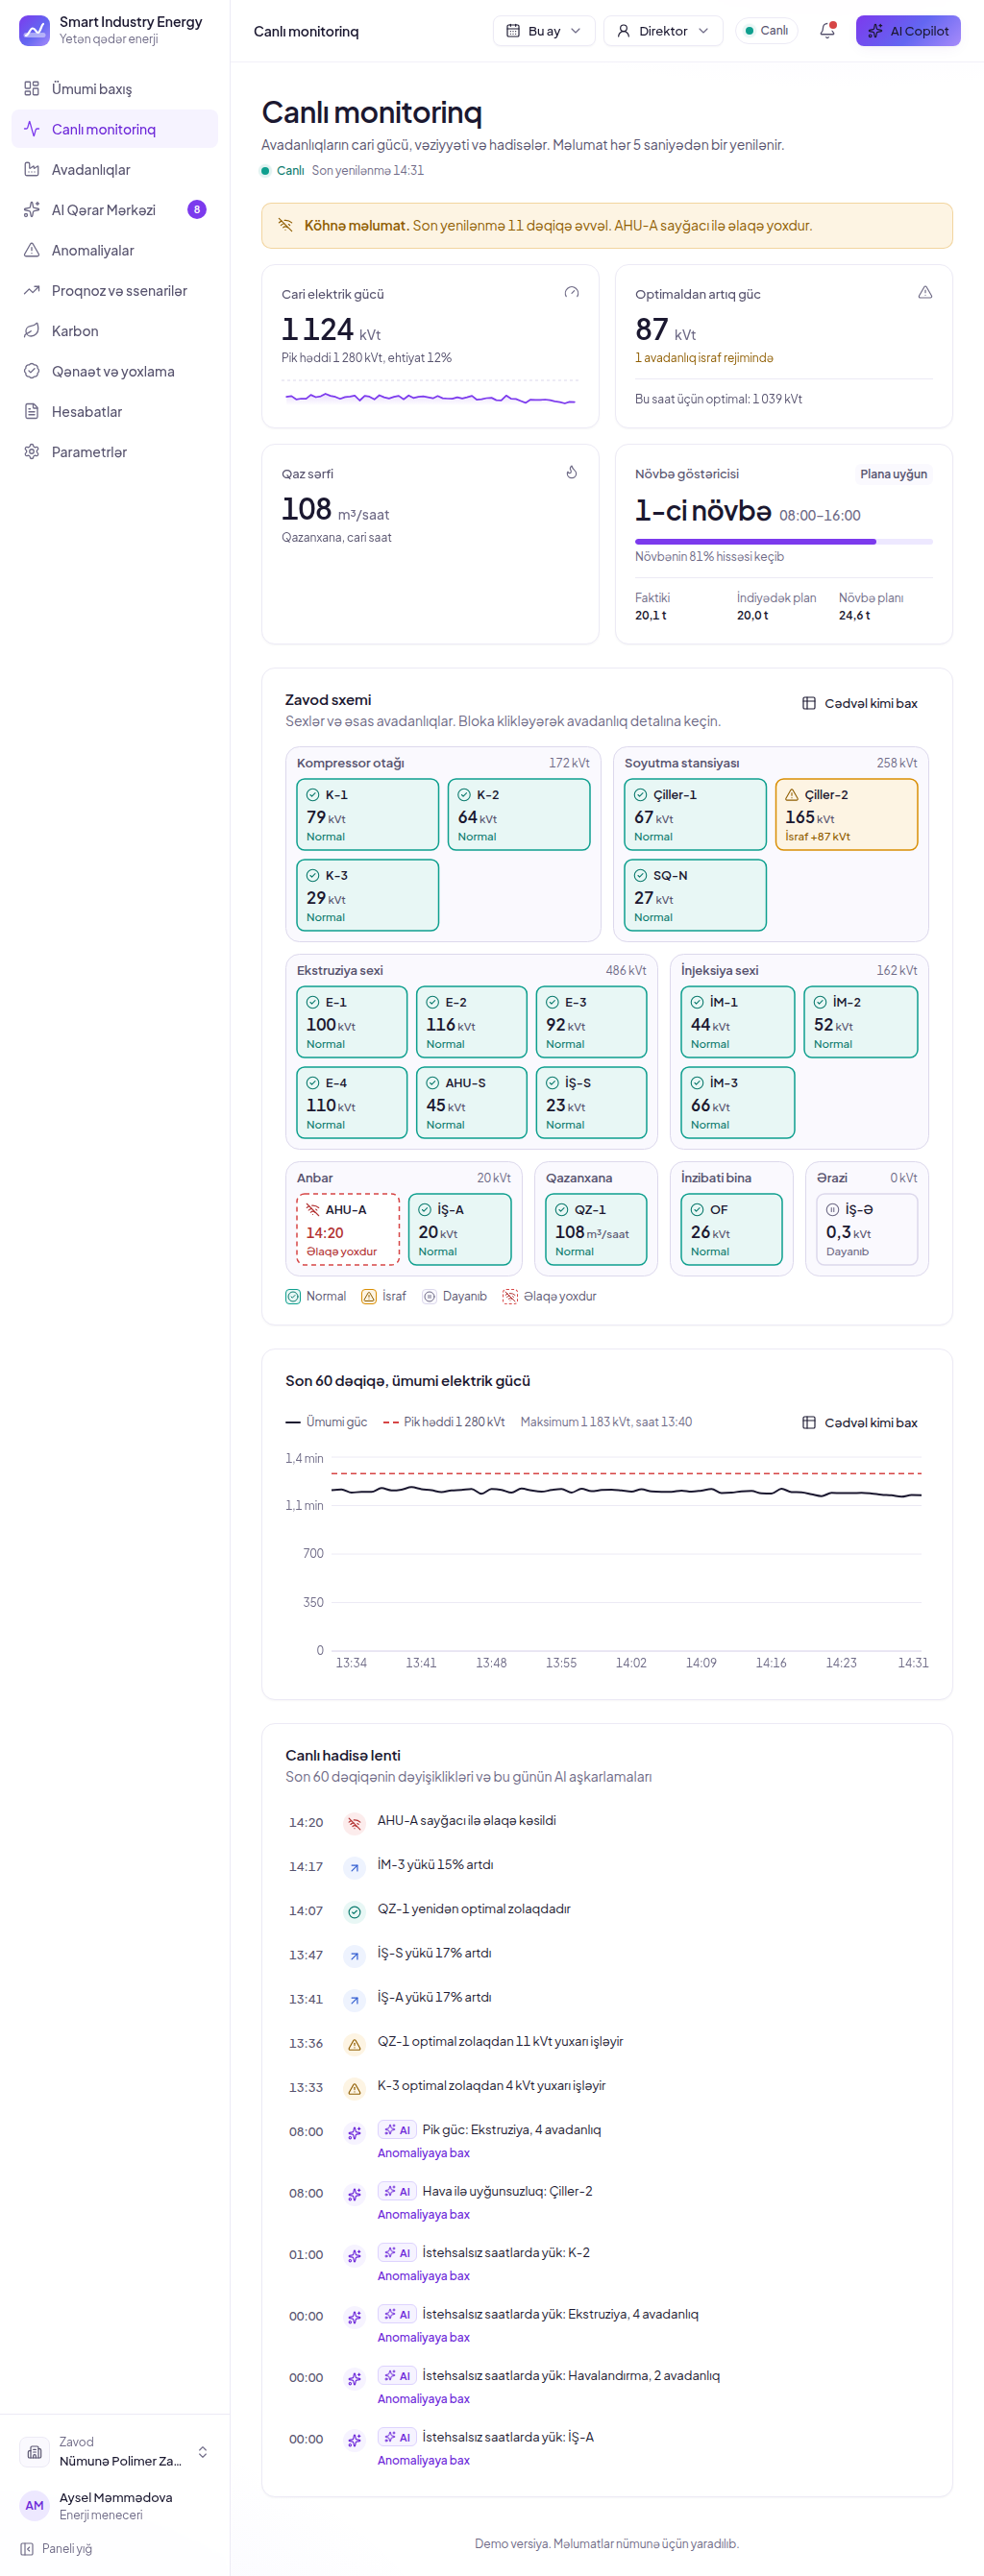 Smart Industry Energy
Yetən qədər enerji
Ümumi baxış
Canlı monitorinq
Avadanlıqlar
AI Qərar Mərkəzi 8
Anomaliyalar
Proqnoz və ssenarilər
Karbon
Qənaət və yoxlama
Hesabatlar
Parametrlər
Zavod
Nümunə Polimer Za...
AM
Aysel Məmmədova
Enerji meneceri
Paneli yığ
Canlı monitorinq
Bu ay
Direktor
Canlı
AI Copilot
Canlı monitorinq
Avadanlıqların cari gücü, vəziyyəti və hadisələr. Məlumat hər 5 saniyədən bir yenilənir.
Canlı Son yenilənmə 14:31
Köhnə məlumat. Son yenilənmə 11 dəqiqə əvvəl. AHU-A sayğacı ilə əlaqə yoxdur.
Cari elektrik gücü
1 124 kVt
Pik həddi 1 280 kVt, ehtiyat 12%
Optimaldan artıq güc
87 kVt
1 avadanlıq israf rejimində
Bu saat üçün optimal: 1 039 kVt
Qaz sərfi
108 m³/saat
Qazanxana, cari saat
Növbə göstəricisi
Plana uyğun
1-ci növbə 08:00–16:00
Növbənin 81% hissəsi keçib
Faktiki İndiyədək plan Növbə planı
20,1 t 20,0 t 24,6 t
Zavod sxemi
Sexlər və əsas avadanlıqlar. Bloka klikləyərək avadanlıq detalına keçin.
Cədvəl kimi bax
Kompressor otağı 172 kVt
K-1
79 kVt
Normal
K-2
64 kVt
Normal
K-3
29 kVt
Normal
Soyutma stansiyası 258 kVt
Çiller-1
67 kVt
Normal
Çiller-2
165 kVt
İsraf +87 kVt
SQ-N
27 kVt
Normal
Ekstruziya sexi 486 kVt
E-1
100 kVt
Normal
E-2
116 kVt
Normal
E-3
92 kVt
Normal
E-4
110 kVt
Normal
AHU-S
45 kVt
Normal
İŞ-S
23 kVt
Normal
İnjeksiya sexi 162 kVt
İM-1
44 kVt
Normal
İM-2
52 kVt
Normal
İM-3
66 kVt
Normal
Anbar 20 kVt
AHU-A
14:20
Əlaqə yoxdur
İŞ-A
20 kVt
Normal
Qazanxana
QZ-1
108 m³/saat
Normal
İnzibati bina
OF
26 kVt
Normal
Ərazi 0 kVt
İŞ-Ə
0,3 kVt
Dayanıb
Normal İsraf Dayanıb Əlaqə yoxdur
Son 60 dəqiqə, ümumi elektrik gücü
Ümumi güc Pik həddi 1 280 kVt Maksimum 1 183 kVt, saat 13:40
Cədvəl kimi bax
1,4 min
1,1 min
700
350
0
13:34 13:41 13:48 13:55 14:02 14:09 14:16 14:23 14:31
Canlı hadisə lenti
Son 60 dəqiqənin dəyişiklikləri və bu günün AI aşkarlamaları
14:20 AHU-A sayğacı ilə əlaqə kəsildi
14:17 İM-3 yükü 15% artdı
14:07 QZ-1 yenidən optimal zolaqdadır
13:47 İŞ-S yükü 17% artdı
13:41 İŞ-A yükü 17% artdı
13:36 QZ-1 optimal zolaqdan 11 kVt yuxarı işləyir
13:33 K-3 optimal zolaqdan 4 kVt yuxarı işləyir
08:00 AI Pik güc: Ekstruziya, 4 avadanlıq
Anomaliyaya bax
08:00 AI Hava ilə uyğunsuzluq: Çiller-2
Anomaliyaya bax
01:00 AI İstehsalsız saatlarda yük: K-2
Anomaliyaya bax
00:00 AI İstehsalsız saatlarda yük: Ekstruziya, 4 avadanlıq
Anomaliyaya bax
00:00 AI İstehsalsız saatlarda yük: Havalandırma, 2 avadanlıq
Anomaliyaya bax
00:00 AI İstehsalsız saatlarda yük: İŞ-A
Anomaliyaya bax
Demo versiya. Məlumatlar nümunə üçün yaradılıb.